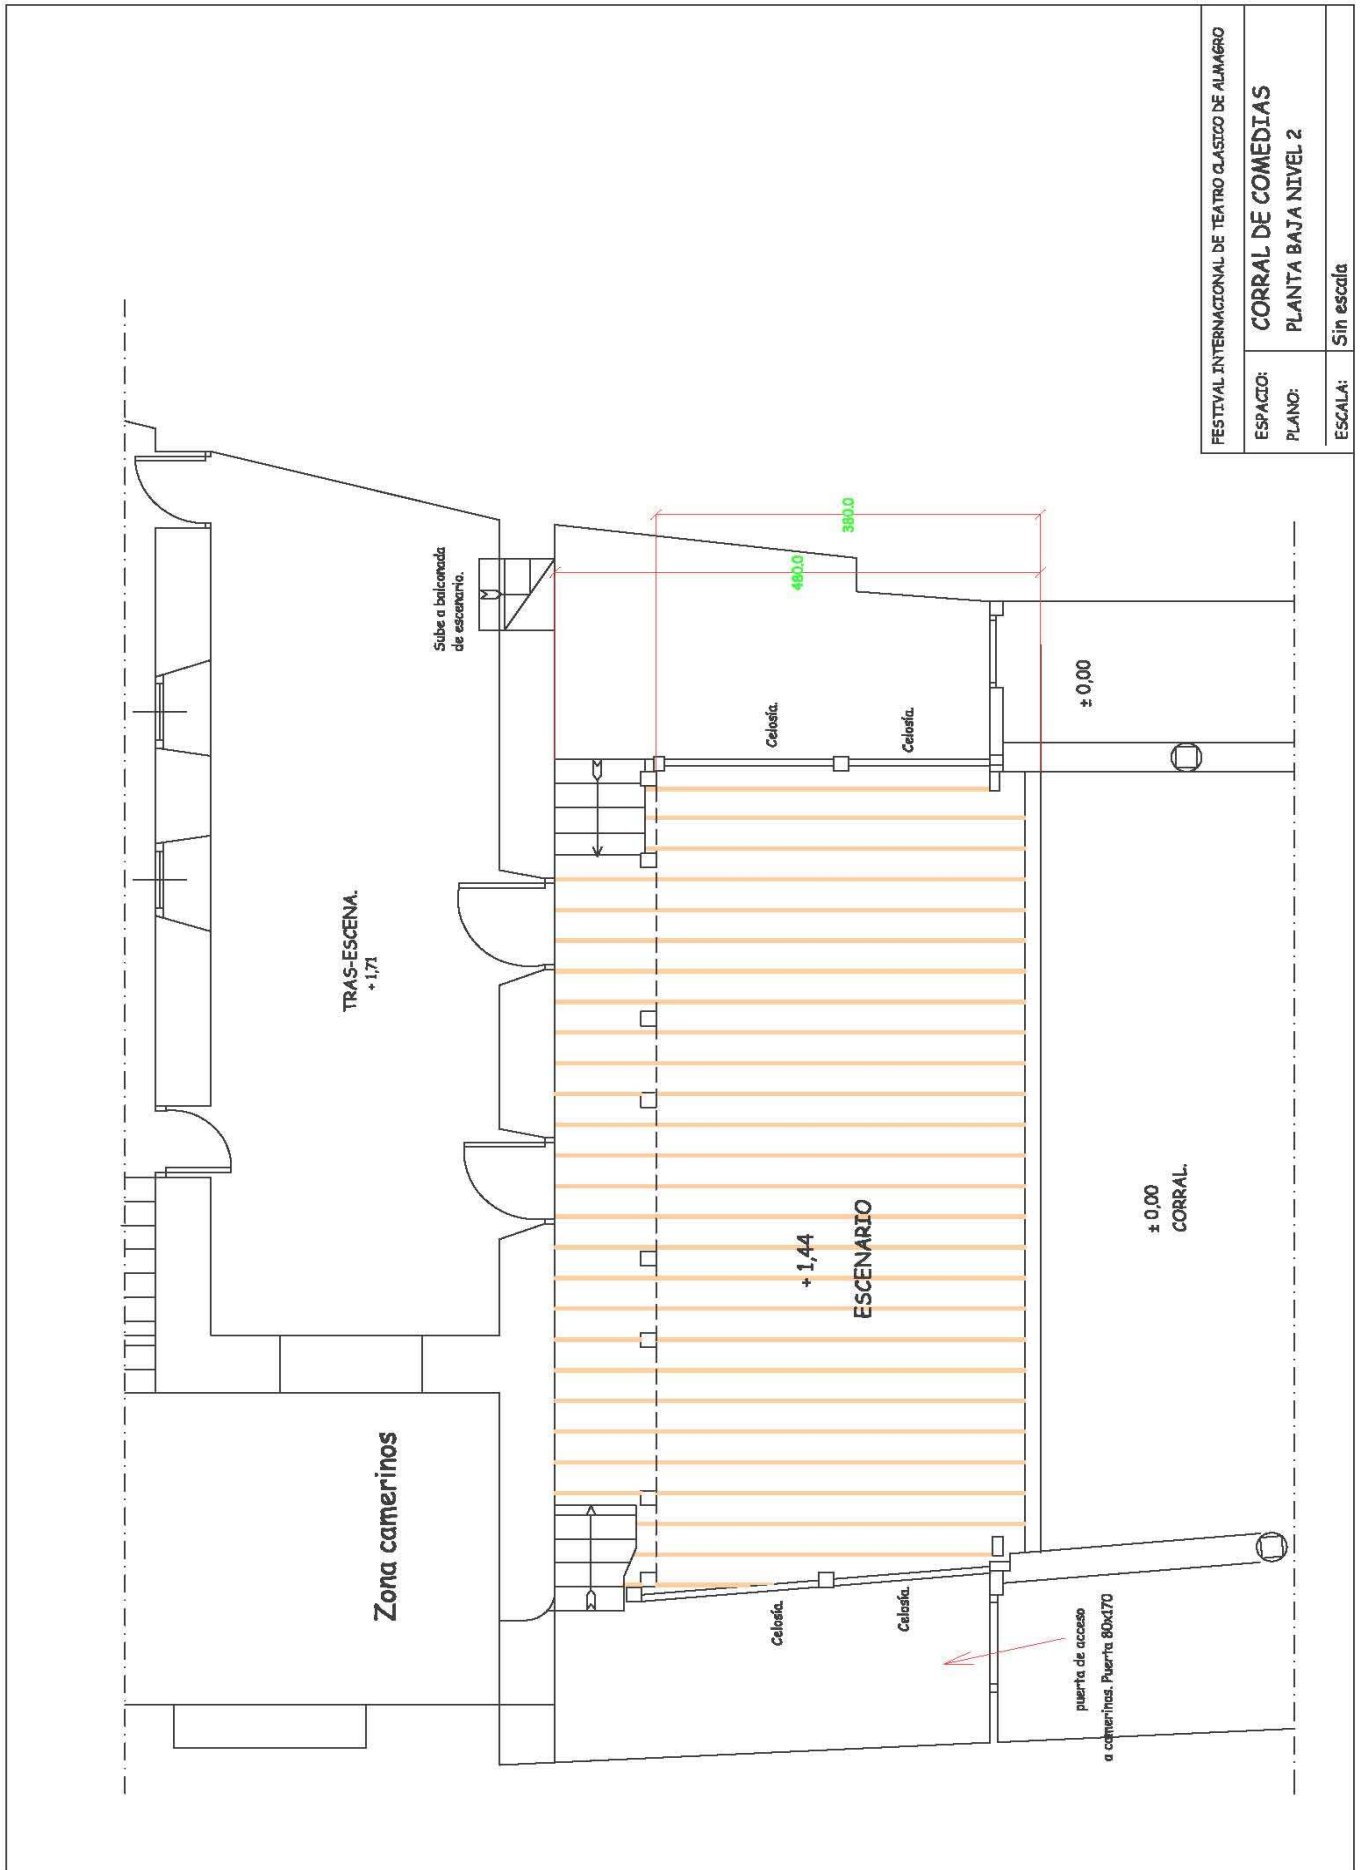 FESTIVAL INTERNACIONAL DE TEATRO CLASICO DE ALMAGRO
ESPACIO: CORRAL DE COMEDIAS
PLANO: PLANTA BAJA NIVEL 2
ESCALA: Sin escala
Sube a balconada
de escenario.
TRAS-ESCENA.
+ 1,71
Zona camerinos
380.0
480.0
Celosía.
Celosía.
± 0,00
+ 1,44
ESCENARIO
± 0,00
CORRAL.
Celosía.
Celosía.
puerta de acceso
a camerinos. Puerta 80x170